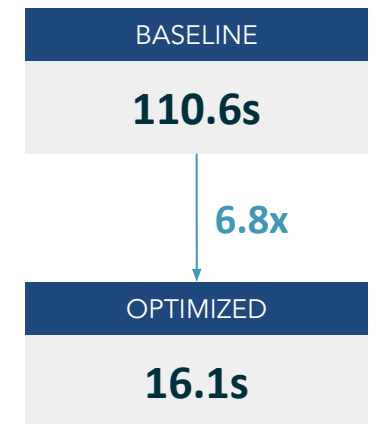 BASELINE
110.6s
6.8x
OPTIMIZED
16.1s